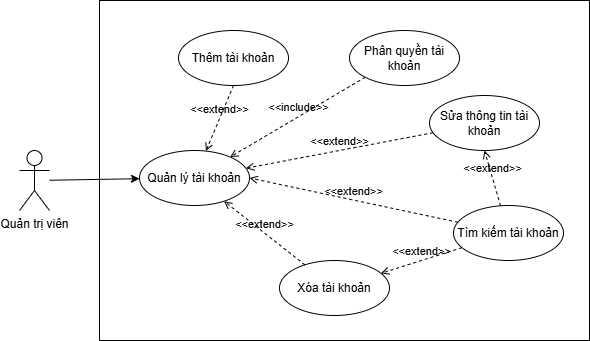 Thêm tài khoản
Phân quyền tài
khoản
<<extend>>
<<include>>
Sửa thông tin tài
khoản
<<extend>>
<<extend>>
Quản lý tài khoản
<<extend>>
Quản trị viên
<<extend>>
Tìm kiếm tài khoản
<<extend>>
Xóa tài khoản